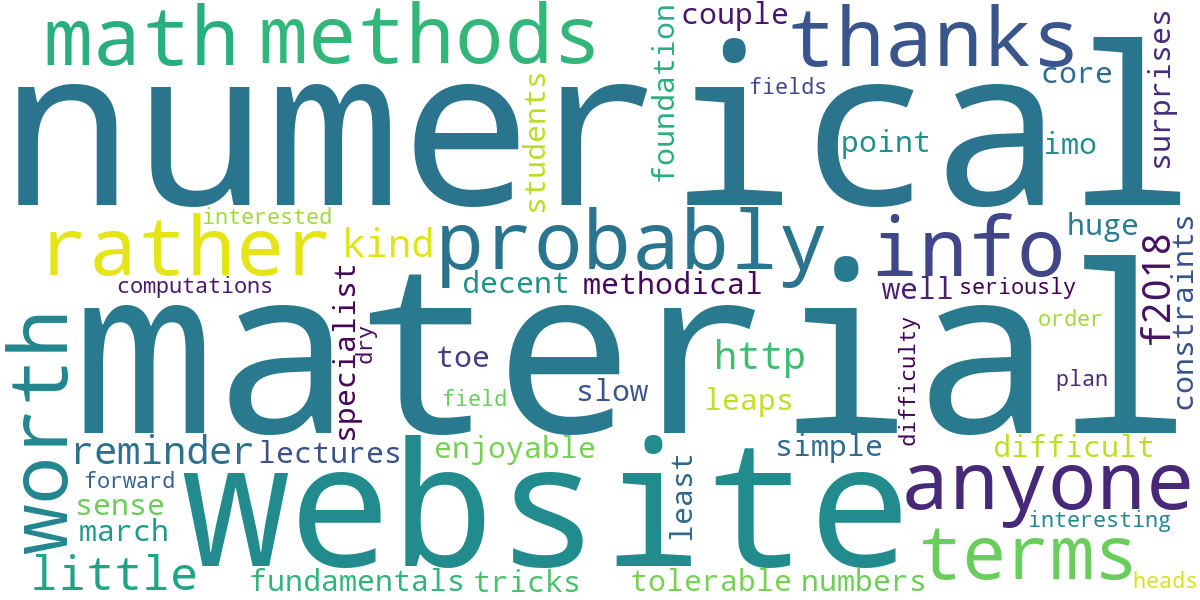 math
methods
couple
thanks
numerical
students
foundation
fields
core
surprises
point
imo
interested
rather
kind
probably
info
huge
computations
decent
methodical
well
seriously
f2018
constraints
material
worth
specialist
dry
toe
field
slow
http
leaps
difficulty
order
plan
reminder
lectures
enjoyable
simple
difficult
forward
sense
march
website
least
anyone
interesting
little
fundamentals
tricks
tolerable
numbers
terms
heads